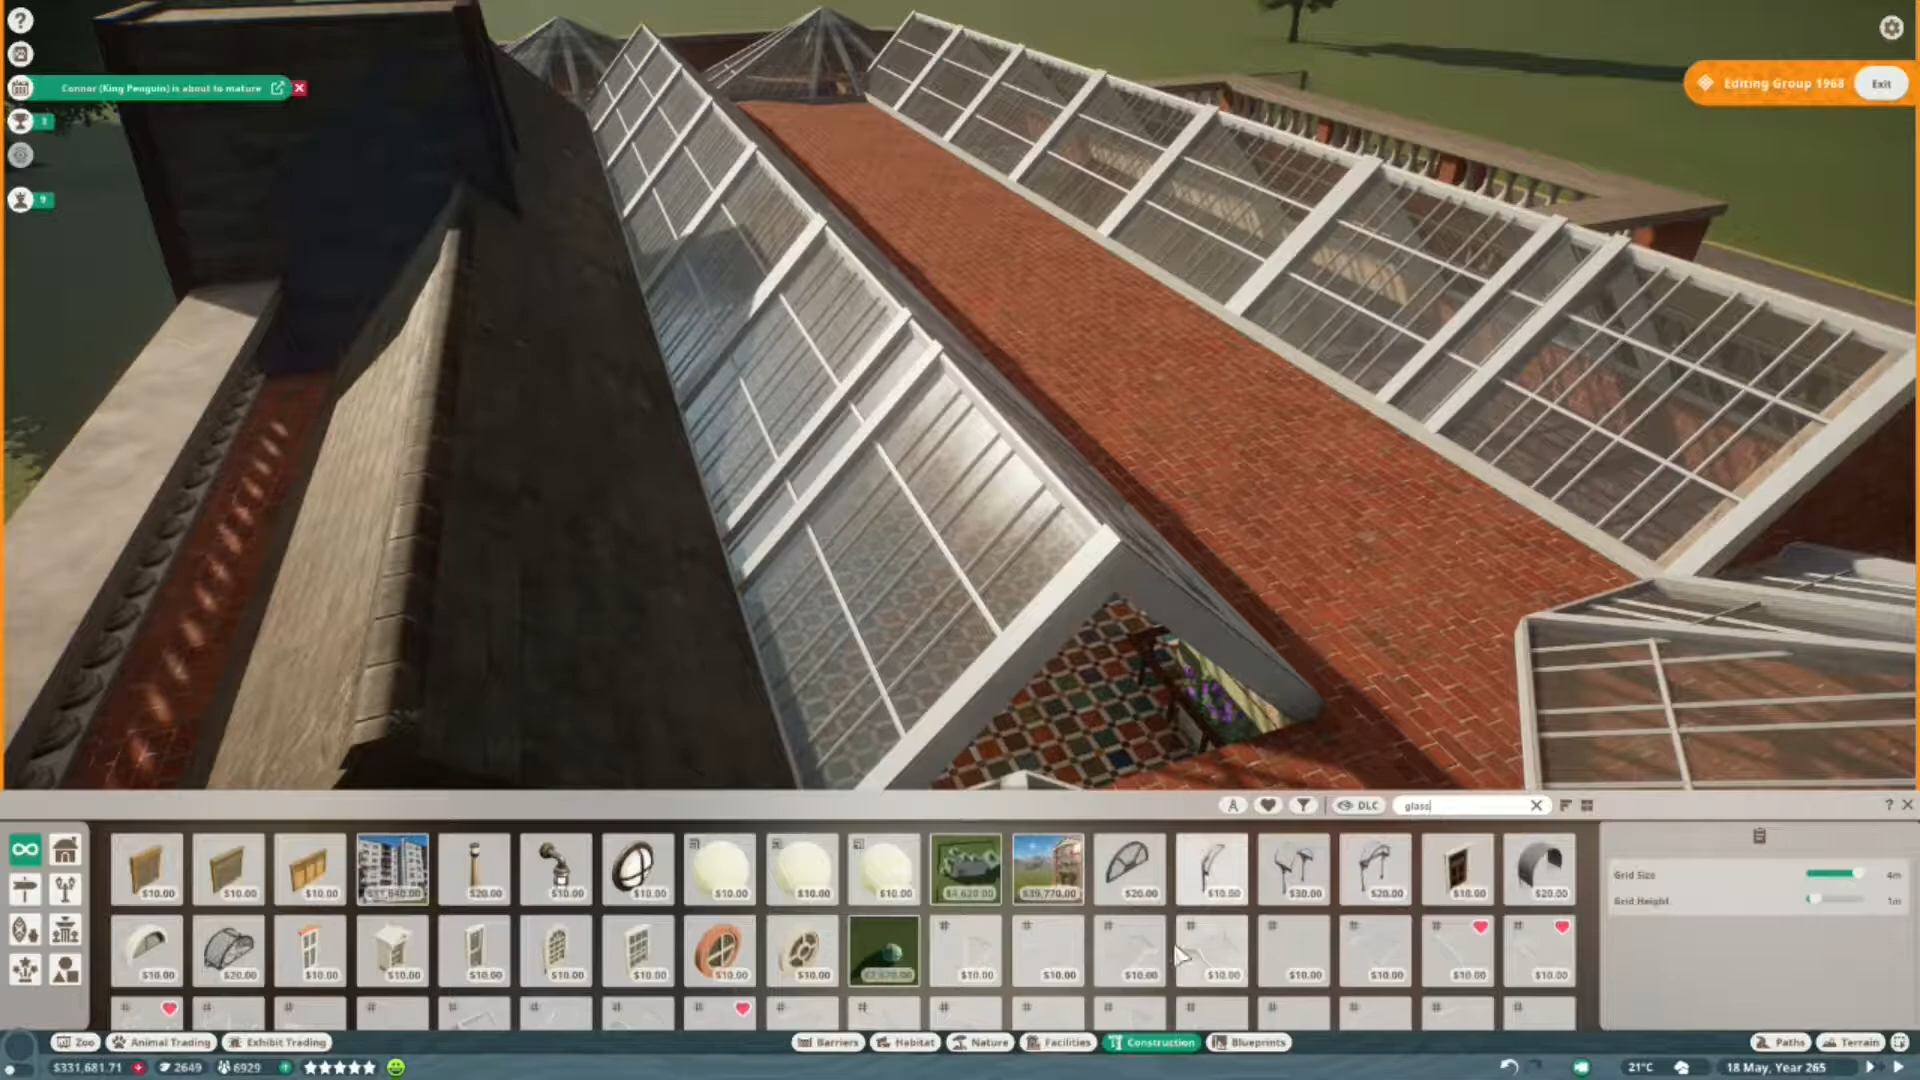 ?
Connor (King Penguin) is about to mature
3
9
Editing Group 1968
Exit
DLC
glass
?
$10.00 $10.00 $10.00 $20.00 $10.00 $10.00 $10.00 $10.00 $10.00 $4,620.00 $39,770.00 $20.00 $10.00 $30.00 $20.00 $10.00 $20.00
$10.00 $20.00 $10.00 $10.00 $10.00 $10.00 $10.00 $10.00 $10.00 $10.00 $10.00 $10.00 $10.00 $10.00 $10.00 $10.00 $10.00
Grid Size 4m
Grid Height 1m
Zoo Animal Trading Exhibit Trading Barriers Habitat Nature Facilities Construction Blueprints Paths Terrain
$331,681.71 2649 6929 21°C 18 May, Year 265